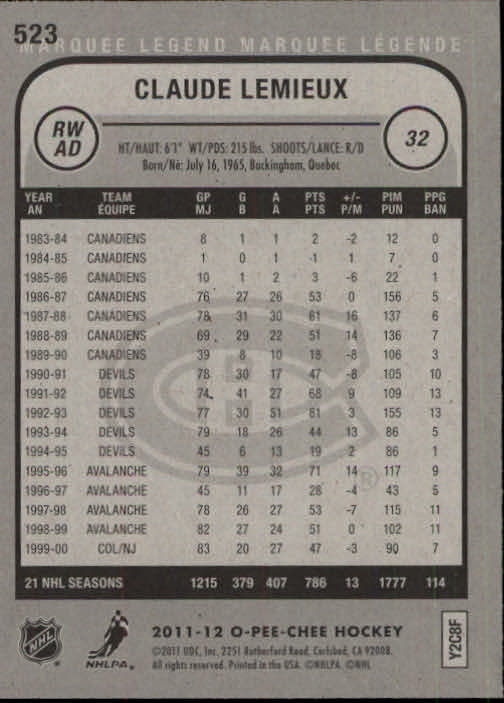 523
MARQUEE LEGEND MARQUEE LÉGENDE
CLAUDE LEMIEUX
RW
AD
32
HT/HAUT: 6'1" WT/PDS: 215 lbs. SHOOTS/LANCE: R/D
Born/Né: July 16, 1965, Buckingham, Quebec
YEAR TEAM GP G A PTS +/- PIM PPG
AN ÉQUIPE MJ B A PTS P/M PUN BAN
1983-84 CANADIENS 8 1 1 2 -2 12 0
1984-85 CANADIENS 1 0 1 -1 1 7 0
1985-86 CANADIENS 10 1 2 3 -6 22 1
1986-87 CANADIENS 76 27 26 53 0 156 5
1987-88 CANADIENS 78 31 30 61 16 137 6
1988-89 CANADIENS 69 29 22 51 14 136 7
1989-90 CANADIENS 39 8 10 18 -8 106 3
1990-91 DEVILS 78 30 17 47 -8 105 10
1991-92 DEVILS 74 41 27 68 9 109 13
1992-93 DEVILS 77 30 51 81 3 155 13
1993-94 DEVILS 79 18 26 44 13 86 5
1994-95 DEVILS 45 6 13 19 2 86 1
1995-96 AVALANCHE 79 39 32 71 14 117 9
1996-97 AVALANCHE 45 11 17 28 -4 43 5
1997-98 AVALANCHE 78 26 27 53 -7 115 11
1998-99 AVALANCHE 82 27 24 51 0 102 11
1999-00 COL/NJ 83 20 27 47 -3 90 7
®
21 NHL SEASONS 1215 379 407 786 13 1777 114
NHL
NHLPA.
2011-12 O-PEE-CHEE HOCKEY
©2011 UDC, Inc. 2251 Rutherford Road, Carlsbad, CA 92008.
All rights reserved. Printed in the USA. ©NHLPA. ©NHL
Y2C8F